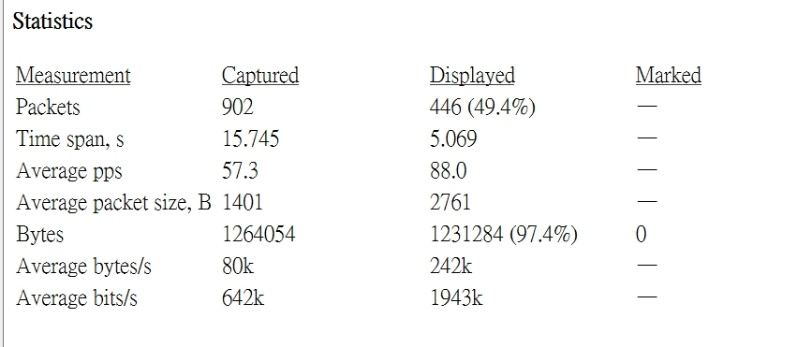 Statistics
Measurement Captured Displayed Marked
Packets 902 446 (49.4%) —
Time span, s 15.745 5.069 —
Average pps 57.3 88.0 —
Average packet size, B 1401 2761 —
Bytes 1264054 1231284 (97.4%) 0
Average bytes/s 80k 242k —
Average bits/s 642k 1943k —